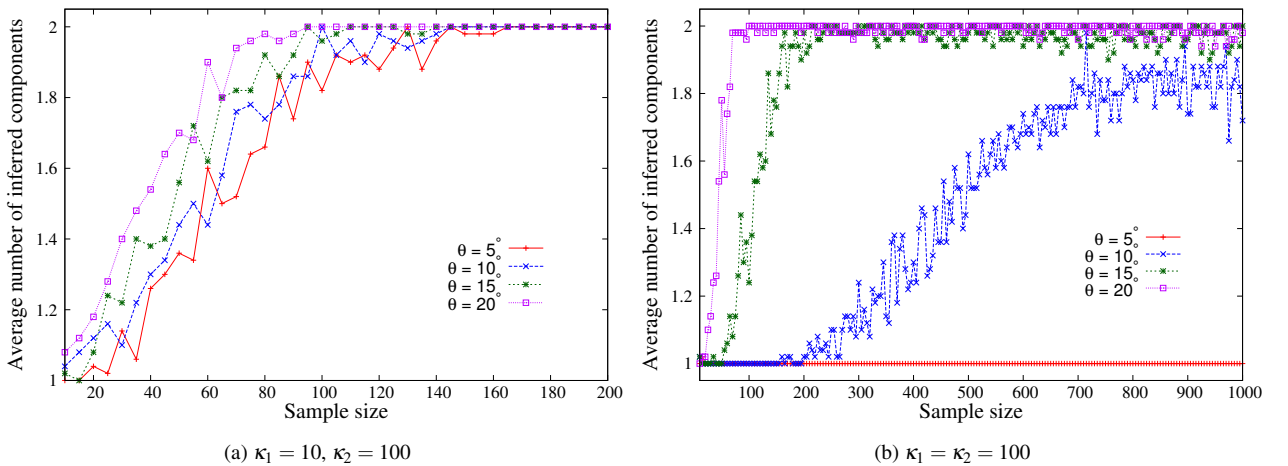 Average number of inferred components
2
1.8
1.6
1.4
1.2
1
20 40 60 80 100 120 140 160 180 200
Sample size
θ = 5°
θ = 10°
θ = 15°
θ = 20°
(a) κ₁ = 10, κ₂ = 100
Average number of inferred components
2
1.8
1.6
1.4
1.2
1
100 200 300 400 500 600 700 800 900 1000
Sample size
θ = 5°
θ = 10°
θ = 15°
θ = 20°
(b) κ₁ = κ₂ = 100